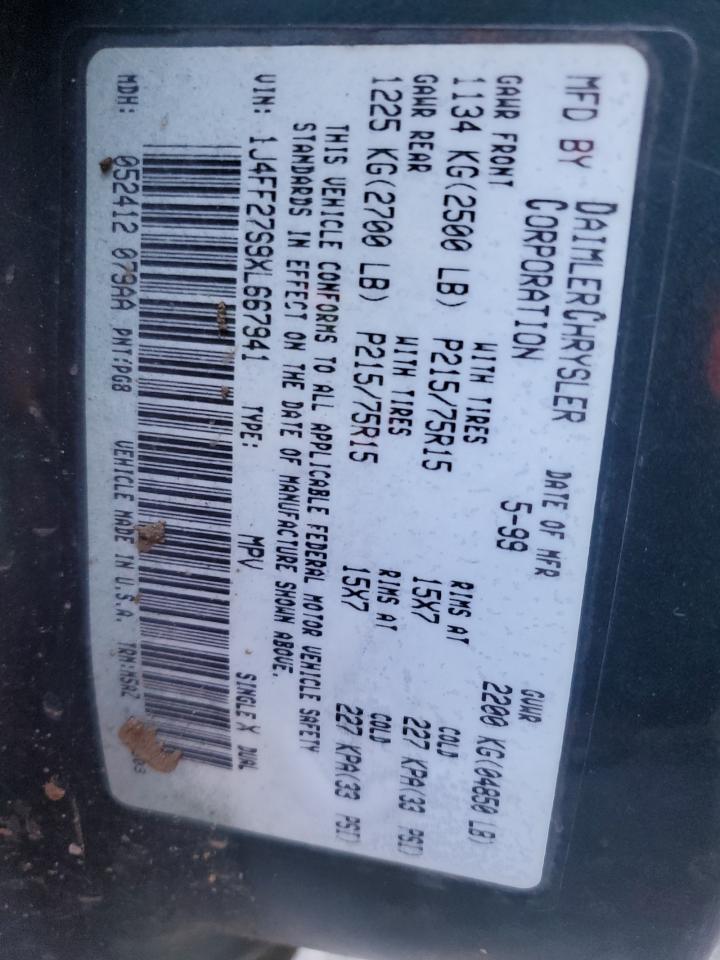 MFD BY DAIMLERCHRYSLER CORPORATION DATE OF MFR 5-99 GVWR 2200 KG(04850 LB)
GAWR FRONT WITH TIRES RIMS AT COLD
1134 KG(2500 LB) P215/75R15 15X7 227 KPA(33 PSI)
GAWR REAR WITH TIRES RIMS AT COLD
1225 KG(2700 LB) P215/75R15 15X7 227 KPA(33 PSI)
THIS VEHICLE CONFORMS TO ALL APPLICABLE FEDERAL MOTOR VEHICLE SAFETY
STANDARDS IN EFFECT ON THE DATE OF MANUFACTURE SHOWN ABOVE.
VIN: 1J4FF27S9XL667941 TYPE: MPV SINGLE X DUAL
MDH: 052412 079AA PNT:PG8 VEHICLE MADE IN U.S.A.